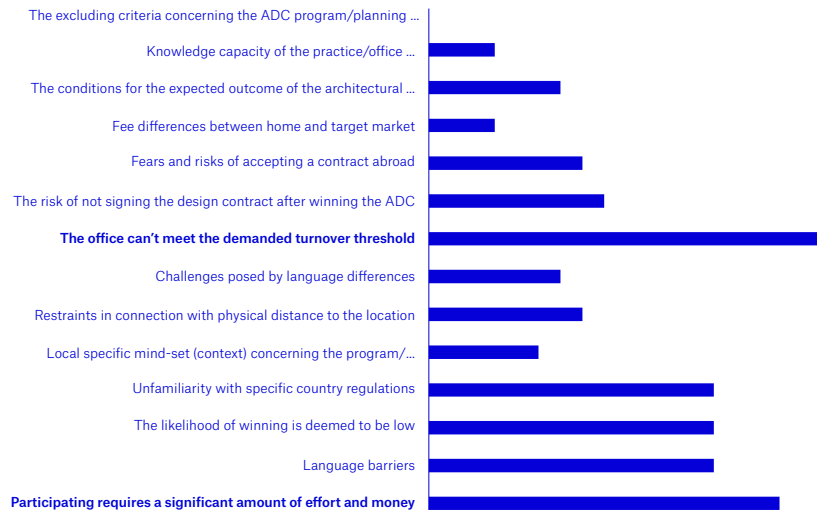 The excluding criteria concerning the ADC program/planning ...
Knowledge capacity of the practice/office ...
The conditions for the expected outcome of the architectural ...
Fee differences between home and target market
Fears and risks of accepting a contract abroad
The risk of not signing the design contract after winning the ADC
The office can’t meet the demanded turnover threshold
Challenges posed by language differences
Restraints in connection with physical distance to the location
Local specific mind-set (context) concerning the program/...
Unfamiliarity with specific country regulations
The likelihood of winning is deemed to be low
Language barriers
Participating requires a significant amount of effort and money